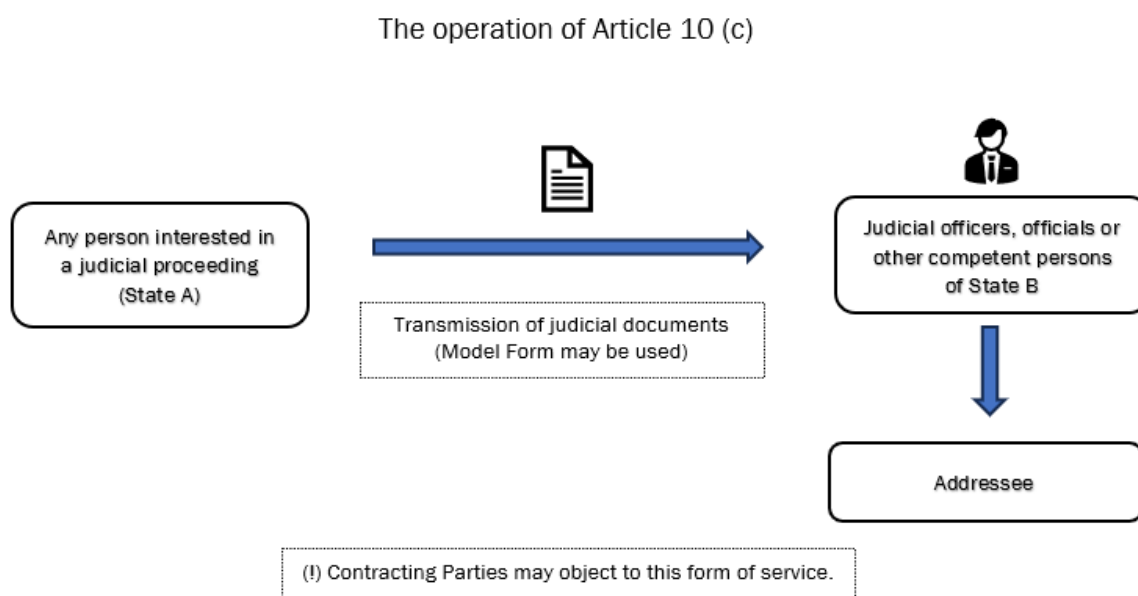 The operation of Article 10 (c)
Any person interested in
a judicial proceeding
(State A)
Transmission of judicial documents
(Model Form may be used)
Judicial officers, officials or
other competent persons
of State B
Addressee
(!) Contracting Parties may object to this form of service.